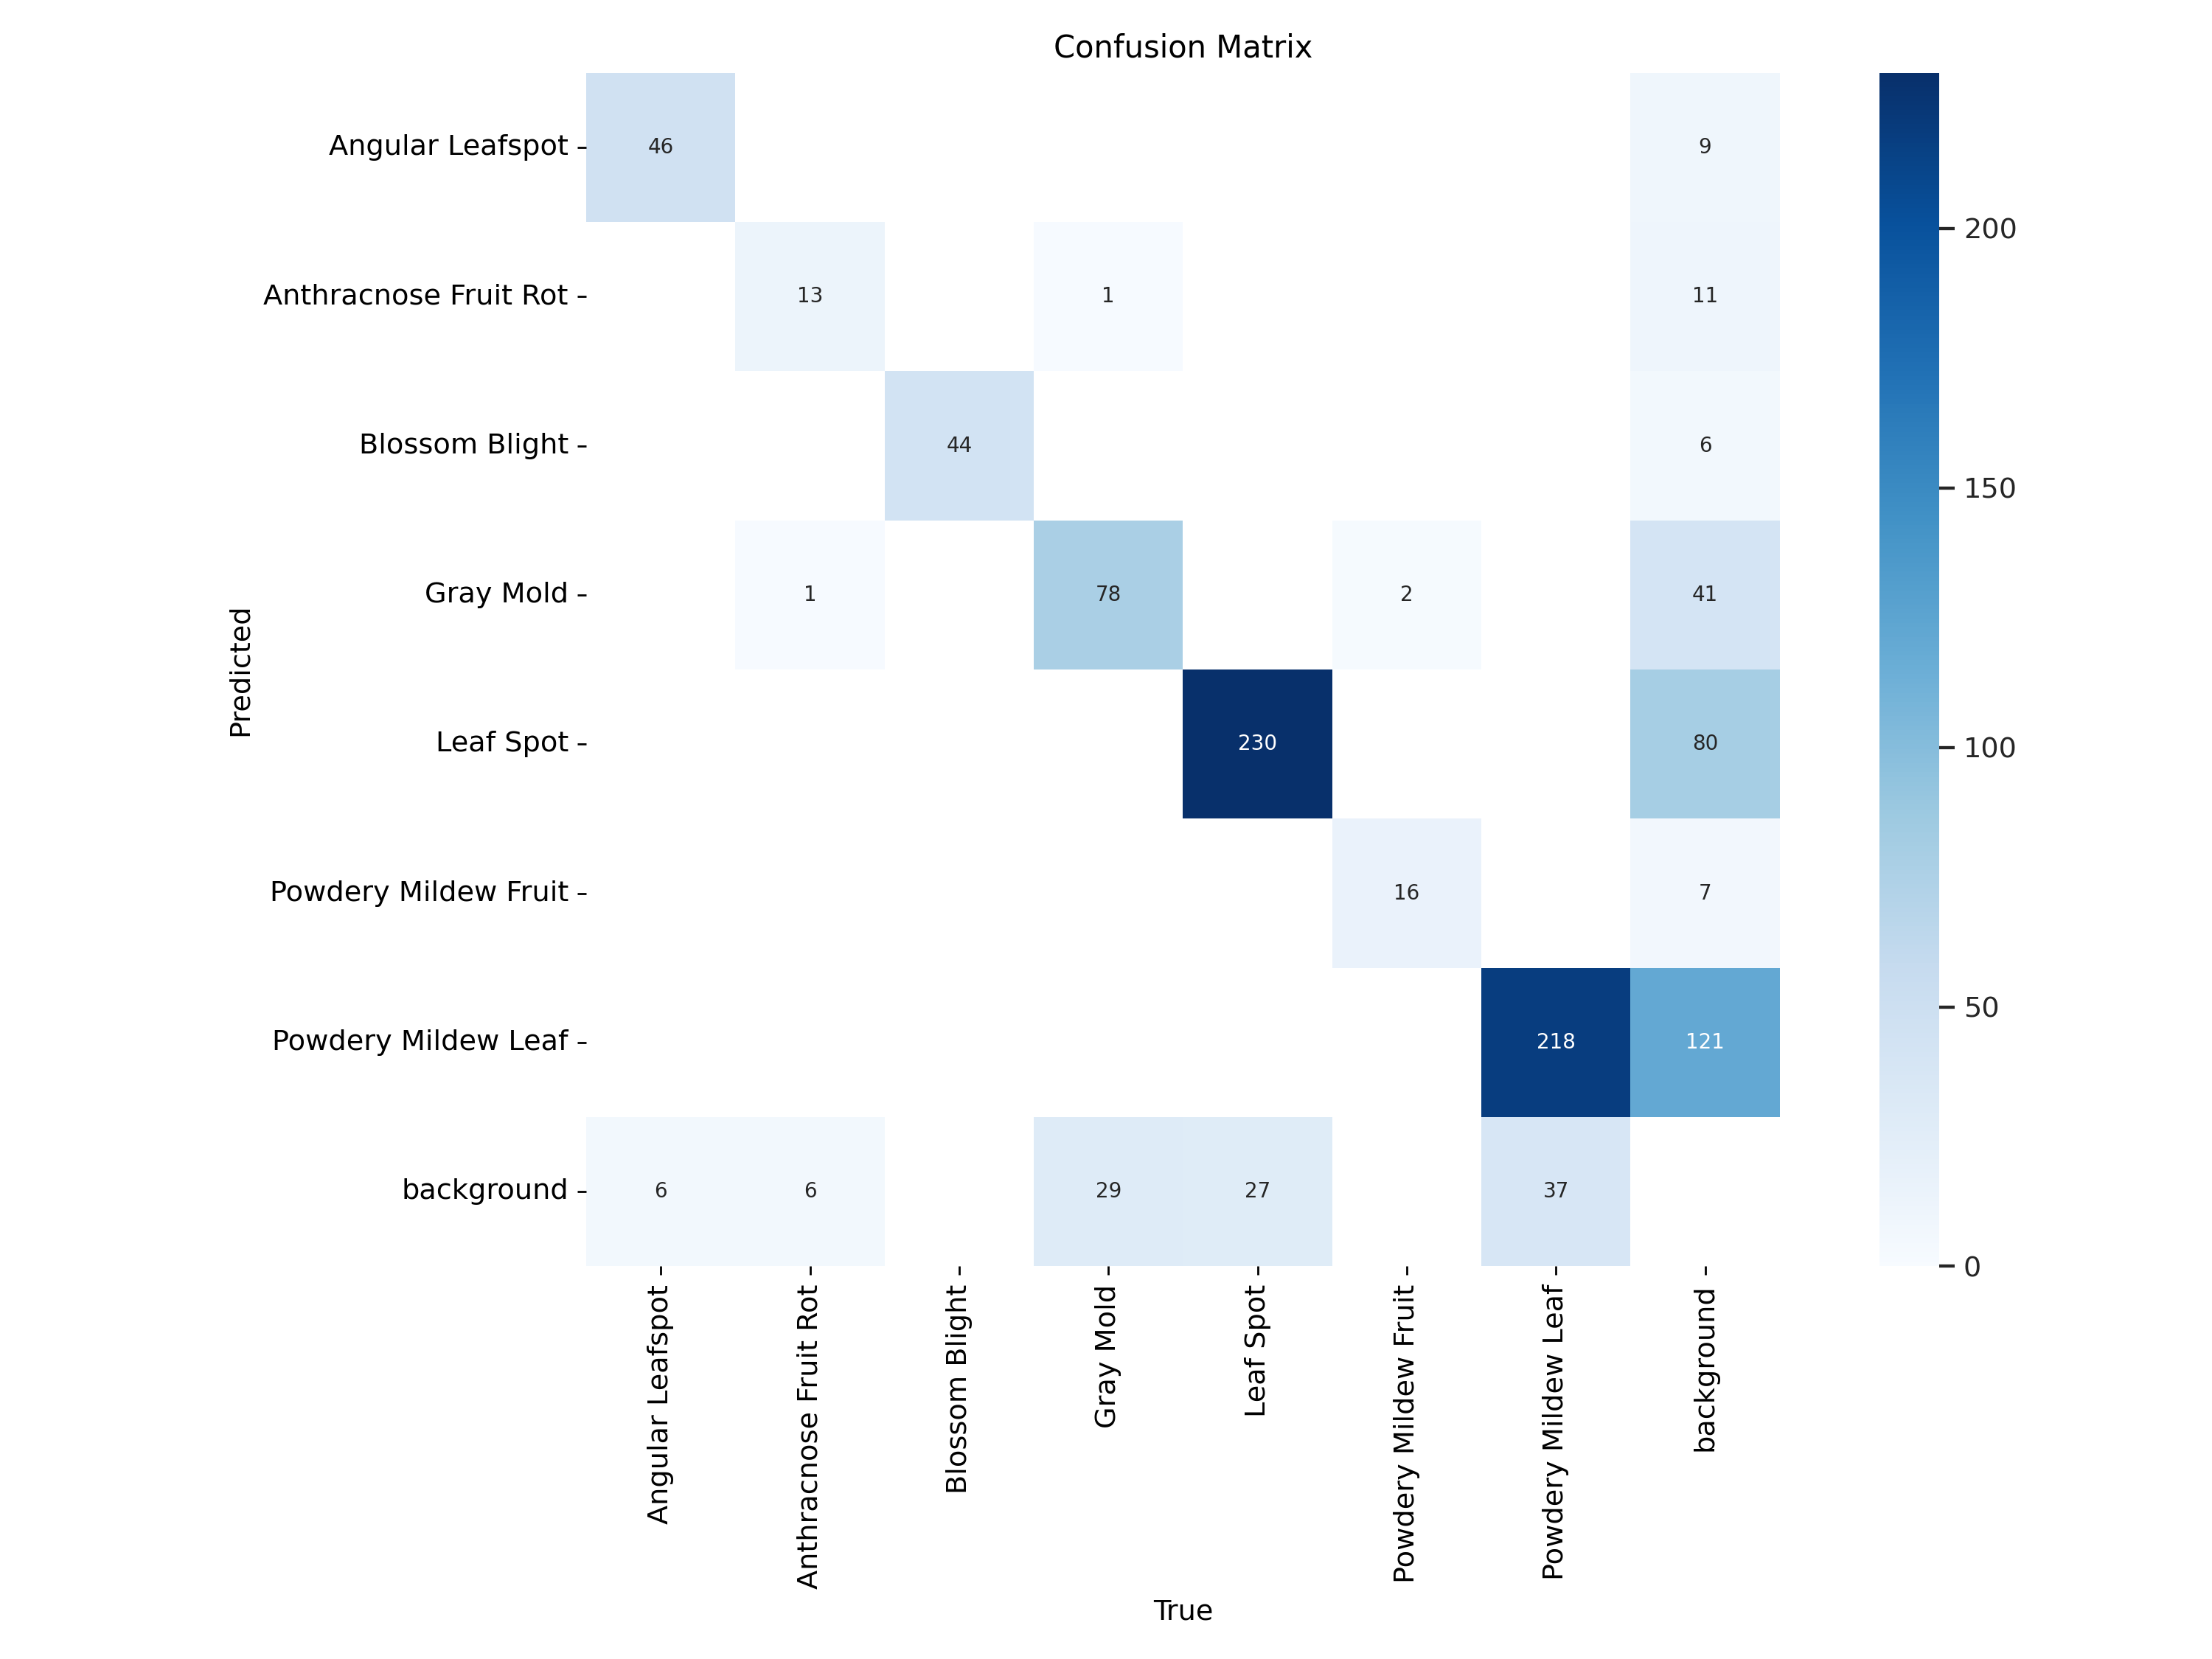 Confusion Matrix
Angular Leafspot
46
9
200
Anthracnose Fruit Rot
13
1
11
Blossom Blight
44
6
150
Gray Mold
1
78
2
41
Predicted
Leaf Spot
230
80
100
Powdery Mildew Fruit
16
7
50
Powdery Mildew Leaf
218
121
background
6
6
29
27
37
0
Angular Leafspot
Anthracnose Fruit Rot
Blossom Blight
Gray Mold
Leaf Spot
Powdery Mildew Fruit
Powdery Mildew Leaf
background
True